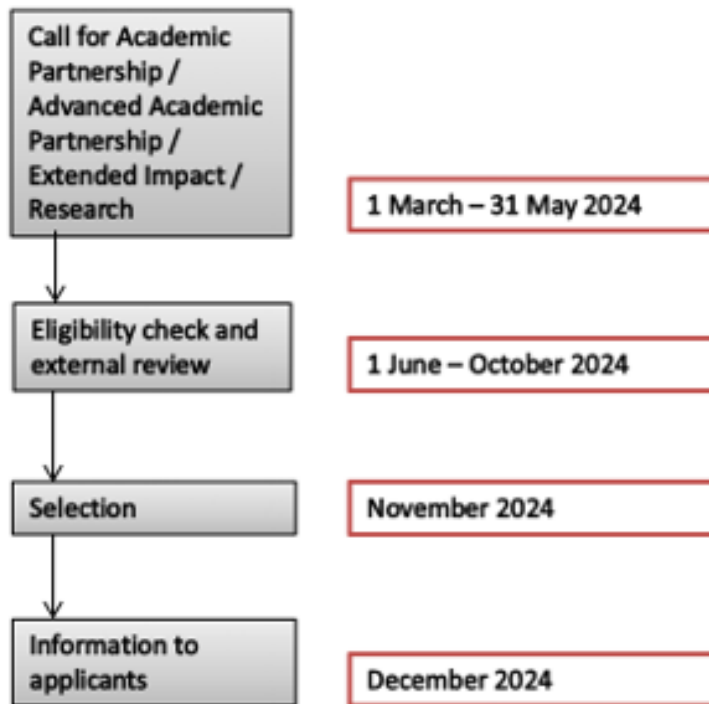 Call for Academic
Partnership /
Advanced Academic
Partnership /
Extended Impact /
Research
1 March – 31 May 2024
Eligibility check and
external review
1 June – October 2024
Selection
November 2024
Information to
applicants
December 2024